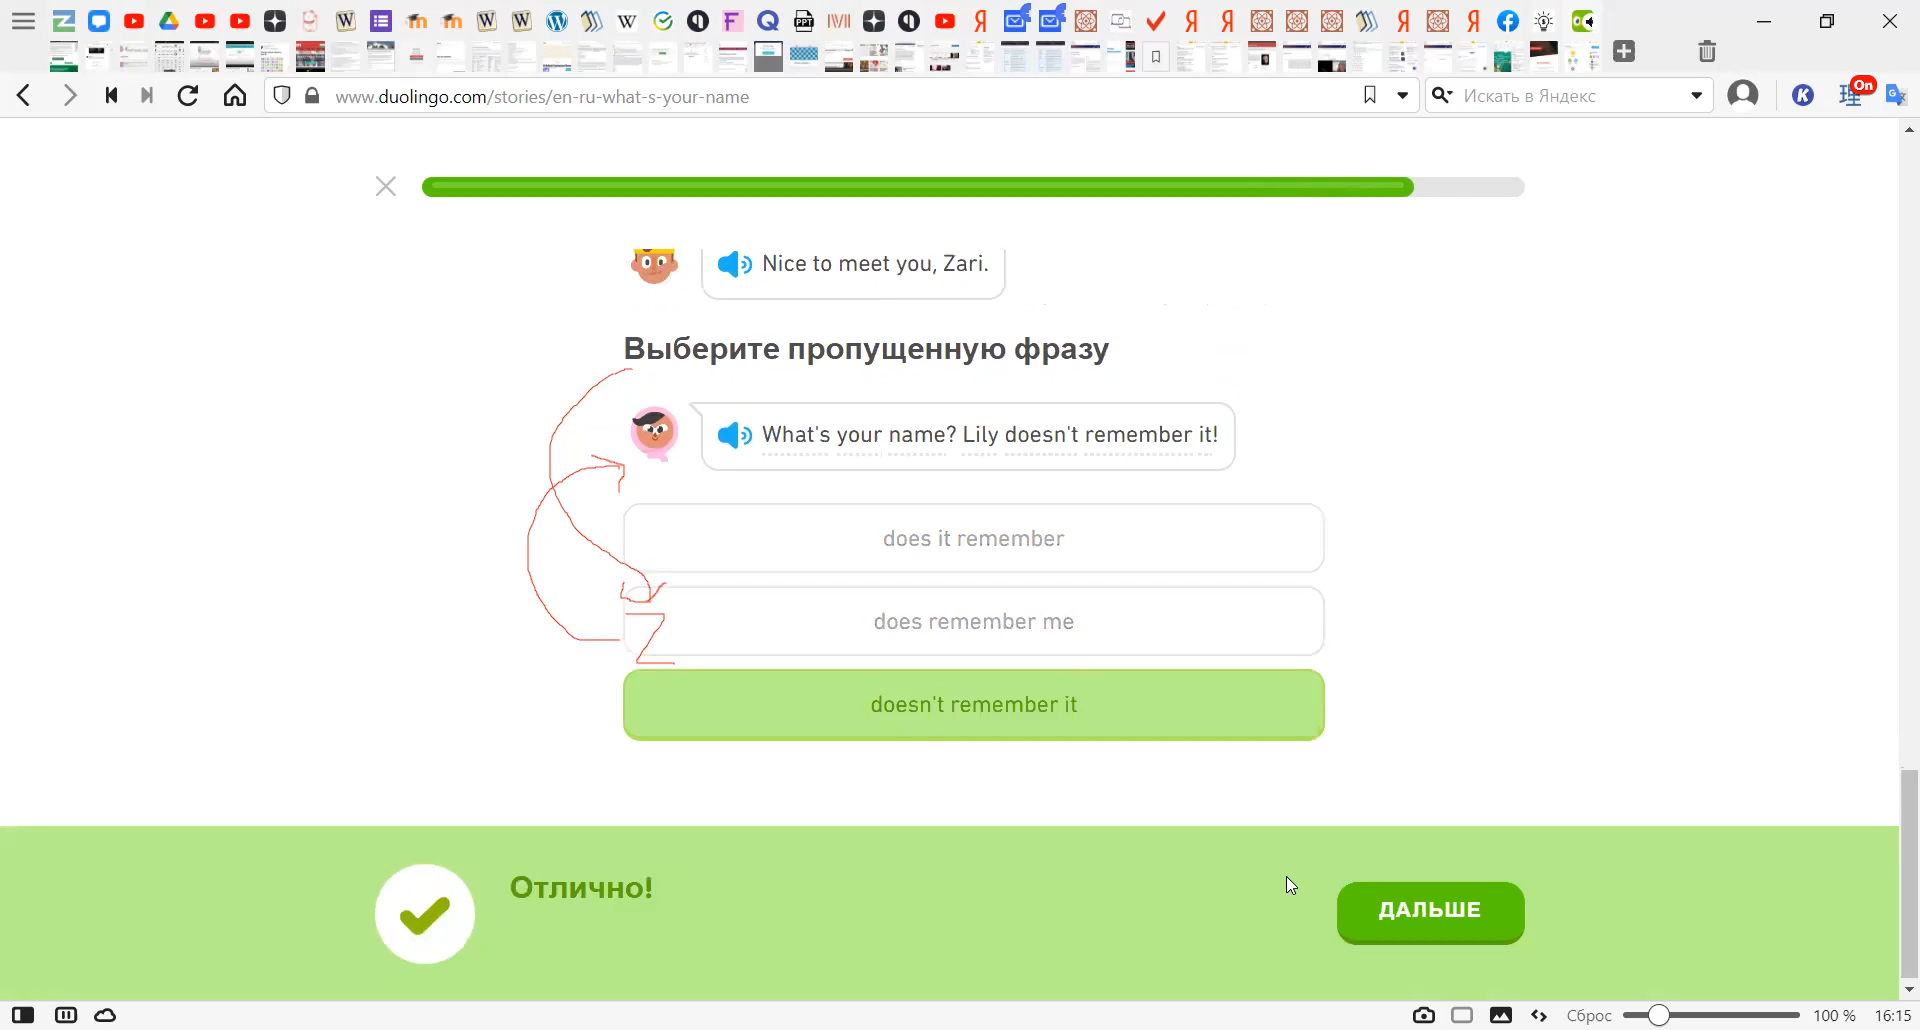 www.duolingo.com/stories/en-ru-what-s-your-name
Искать в Яндекс
On
Nice to meet you, Zari.
Выберите пропущенную фразу
What's your name? Lily doesn't remember it!
does it remember
does remember me
doesn't remember it
Отлично!
ДАЛЬШЕ
Сброс
100 %
16:15